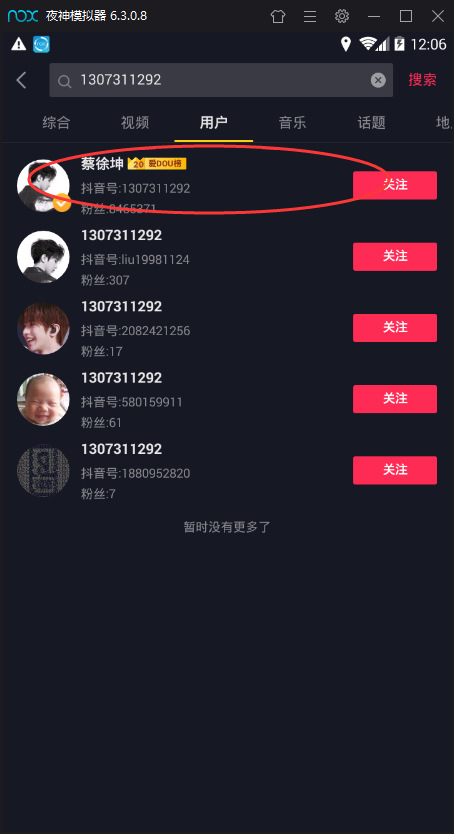 nox 夜神模拟器 6.3.0.8
12:06
1307311292 搜索
综合 视频 用户 音乐 话题 地
蔡徐坤 20 爱DOU榜
抖音号:1307311292 关注
粉丝:8465271
1307311292
抖音号:liu19981124 关注
粉丝:307
1307311292
抖音号:2082421256 关注
粉丝:17
1307311292
抖音号:580159911 关注
粉丝:61
1307311292
抖音号:1880952820 关注
粉丝:7
暂时没有更多了